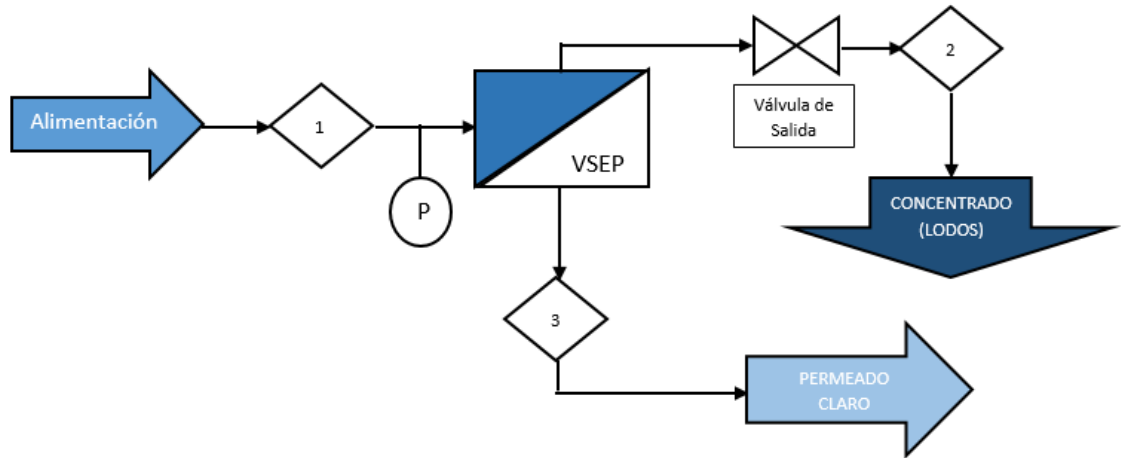 Alimentación
1
P
VSEP
Válvula de
Salida
2
CONCENTRADO
(LODOS)
3
PERMEADO
CLARO